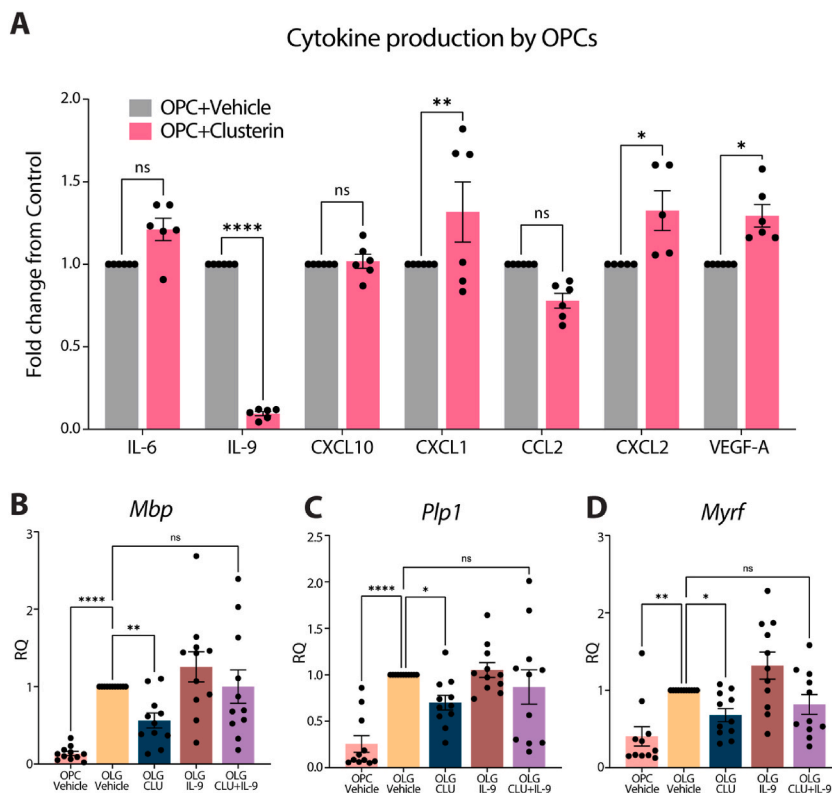 A
Cytokine production by OPCs
Fold change from Control
2.0
1.5
1.0
0.5
0.0
OPC+Vehicle
OPC+Clusterin
ns
****
ns
**
ns
*
*
IL-6
IL-9
CXCL10
CXCL1
CCL2
CXCL2
VEGF-A
B
Mbp
RQ
3
2
1
0
ns
****
**
OPC Vehicle
OLG Vehicle
OLG CLU
OLG IL-9
OLG CLU+IL-9
C
Plp1
RQ
2.5
2.0
1.5
1.0
0.5
0.0
ns
****
*
OPC Vehicle
OLG Vehicle
OLG CLU
OLG IL-9
OLG CLU+IL-9
D
Myrf
RQ
3
2
1
0
ns
**
*
OPC Vehicle
OLG Vehicle
OLG CLU
OLG IL-9
OLG CLU+IL-9